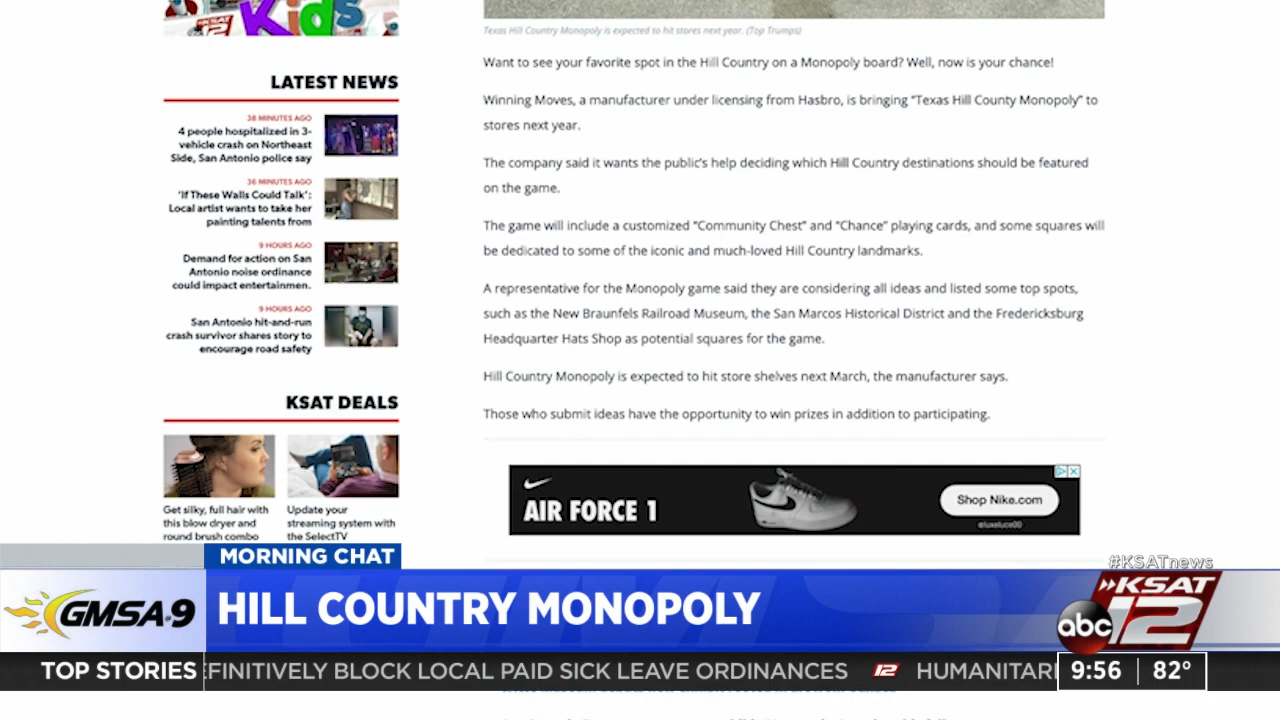 KSAT
12
Kids
LATEST NEWS
38 MINUTES AGO
4 people hospitalized in 3-
vehicle crash on Northeast
Side, San Antonio police say
36 MINUTES AGO
'If These Walls Could Talk':
Local artist wants to take her
painting talents from
9 HOURS AGO
Demand for action on San
Antonio noise ordinance
could impact entertainmen.
9 HOURS AGO
San Antonio hit-and-run
crash survivor shares story to
encourage road safety
KSAT DEALS
Get silky, full hair with
this blow dryer and
round brush combo
Update your
streaming system with
the SelectTV
Texas Hill Country Monopoly is expected to hit stores next year. (Top Trumps)
Want to see your favorite spot in the Hill Country on a Monopoly board? Well, now is your chance!
Winning Moves, a manufacturer under licensing from Hasbro, is bringing "Texas Hill County Monopoly" to
stores next year.
The company said it wants the public's help deciding which Hill Country destinations should be featured
on the game.
The game will include a customized "Community Chest" and "Chance" playing cards, and some squares will
be dedicated to some of the iconic and much-loved Hill Country landmarks.
A representative for the Monopoly game said they are considering all ideas and listed some top spots,
such as the New Braunfels Railroad Museum, the San Marcos Historical District and the Fredericksburg
Headquarter Hats Shop as potential squares for the game.
Hill Country Monopoly is expected to hit store shelves next March, the manufacturer says.
Those who submit ideas have the opportunity to win prizes in addition to participating.
AIR FORCE 1
Shop Nike.com
MORNING CHAT
#KSATnews
GMSA@9
HILL COUNTRY MONOPOLY
abc
KSAT
12
TOP STORIES
EFINITIVELY BLOCK LOCAL PAID SICK LEAVE ORDINANCES 12 HUMANITARI
9:56 82°